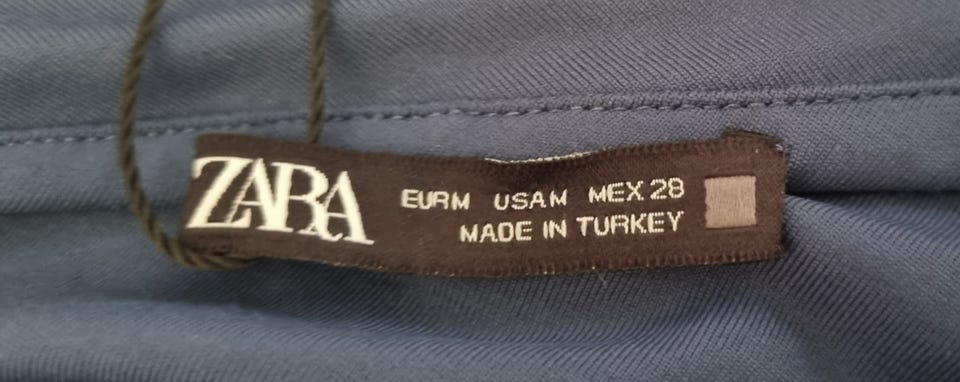 ZARA
EUR M USA M MEX 28
MADE IN TURKEY